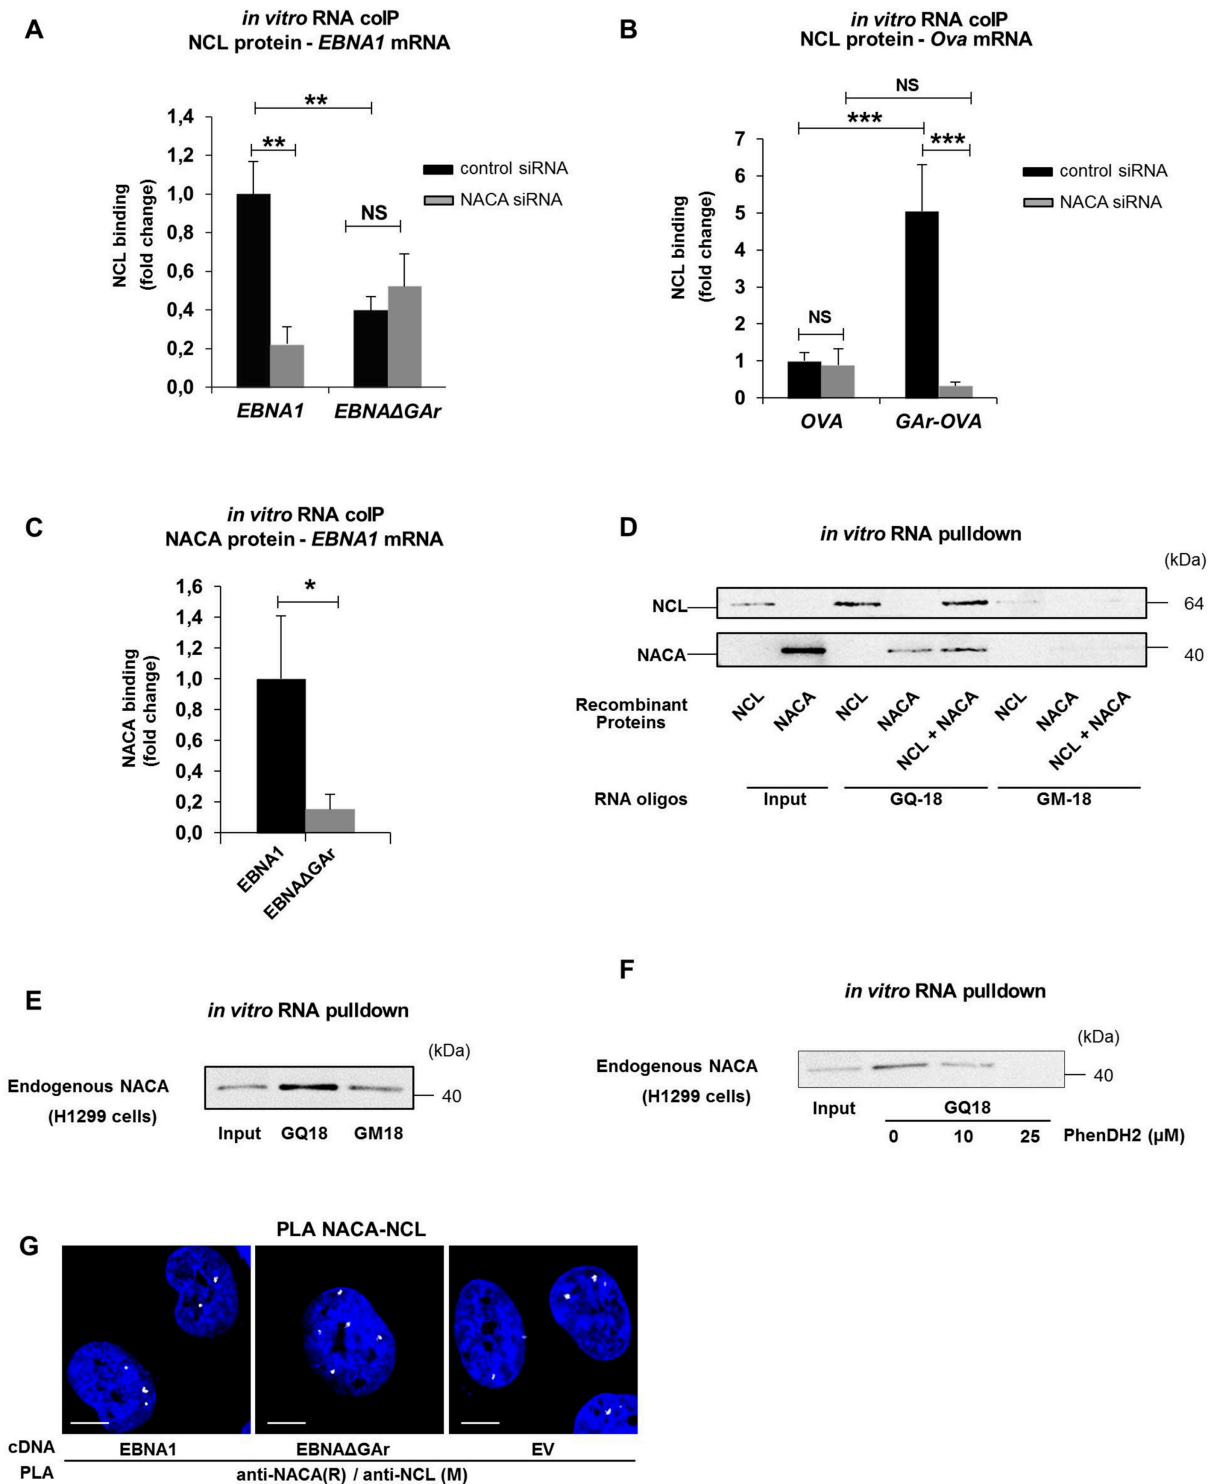 A
in vitro RNA coIP
NCL protein - EBNA1 mRNA
NCL binding
(fold change)
1,4
1,2
1,0
0,8
0,6
0,4
0,2
0,0
**
**
NS
control siRNA
NACA siRNA
EBNA1
EBNAΔGAr
B
in vitro RNA coIP
NCL protein - Ova mRNA
NCL binding
(fold change)
7
6
5
4
3
2
1
0
NS
***
***
NS
control siRNA
NACA siRNA
OVA
GAr-OVA
C
in vitro RNA coIP
NACA protein - EBNA1 mRNA
NACA binding
(fold change)
1,6
1,4
1,2
1,0
0,8
0,6
0,4
0,2
0,0
*
EBNA1
EBNAΔGAr
D
in vitro RNA pulldown
(kDa)
NCL
64
NACA
40
Recombinant
Proteins
NCL
NACA
NCL
NACA
NCL + NACA
NCL
NACA
NCL + NACA
RNA oligos
Input
GQ-18
GM-18
E
in vitro RNA pulldown
(kDa)
Endogenous NACA
(H1299 cells)
40
Input GQ18 GM18
F
in vitro RNA pulldown
(kDa)
Endogenous NACA
(H1299 cells)
40
Input
GQ18
0 10 25 PhenDH2 (µM)
G
PLA NACA-NCL
cDNA EBNA1 EBNAΔGAr EV
PLA anti-NACA(R) / anti-NCL (M)